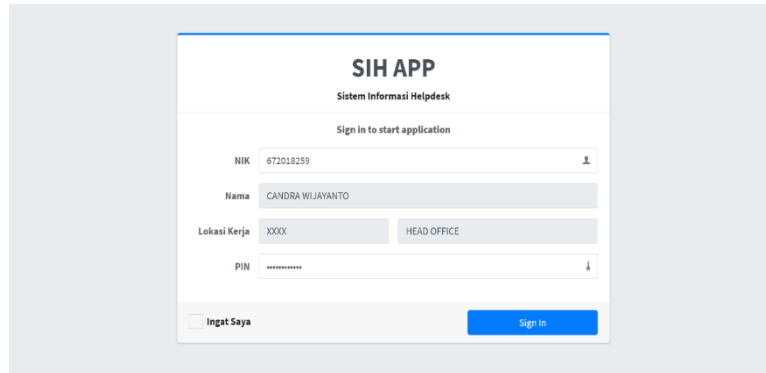 SIH APP
Sistem Informasi Helpdesk
Sign in to start application
NIK 672018259
Nama CANDRA WIJAYANTO
Lokasi Kerja XXXX HEAD OFFICE
PIN ••••••••••••
Ingat Saya Sign In